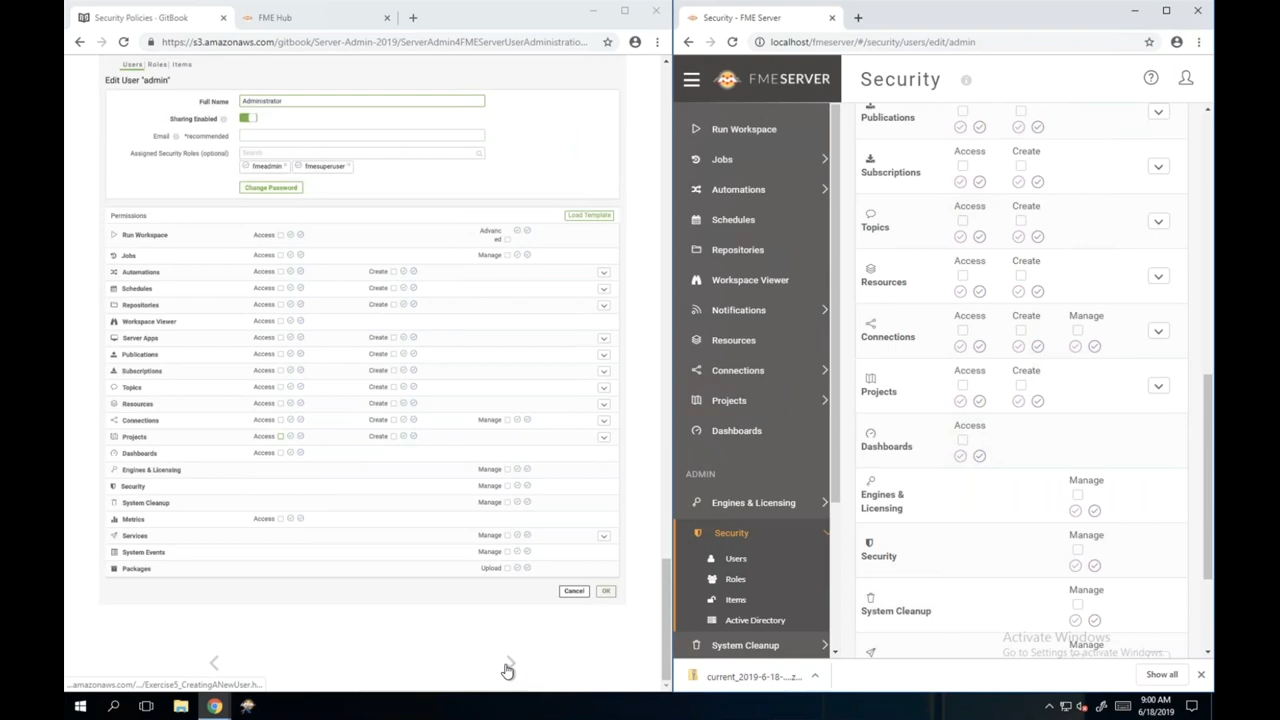 Security Policies - GitBook
FME Hub
https://s3.amazonaws.com/gitbook/Server-Admin-2019/ServerAdmin4FMEServerUserAdministratio...
Users Roles Items
Edit User "admin"
Full Name Administrator
Sharing Enabled
Email *recommended
Assigned Security Roles (optional) Search
fmeadmin fmesuperuser
Change Password
Permissions Load Template
Run Workspace Access Advanc
ed
Jobs Access Manage
Automations Access Create
Schedules Access Create
Repositories Access Create
Workspace Viewer Access
Server Apps Access Create
Publications Access Create
Subscriptions Access Create
Topics Access Create
Resources Access Create
Connections Access Create Manage
Projects Access Create
Dashboards Access
Engines & Licensing Manage
Security Manage
System Cleanup Manage
Metrics Access
Services Manage
System Events Manage
Packages Upload
Cancel OK
...amazonaws.com/.../Exercise5_CreatingANewUser.h...
Security - FME Server
localhost/fmeserver/#/security/users/edit/admin
FMESERVER
Security
Run Workspace
Jobs
Automations
Schedules
Repositories
Workspace Viewer
Notifications
Resources
Connections
Projects
Dashboards
ADMIN
Engines & Licensing
Security
Users
Roles
Items
Active Directory
System Cleanup
Publications
Access Create
Subscriptions
Access Create
Topics
Access Create
Resources
Access Create Manage
Connections
Access Create
Projects
Access
Dashboards
Manage
Engines &
Licensing
Manage
Security
Manage
System Cleanup
Manage
Activate Windows
Go to Settings to activate Windows.
current_2019-6-18-....z...
Show all
9:00 AM
6/18/2019